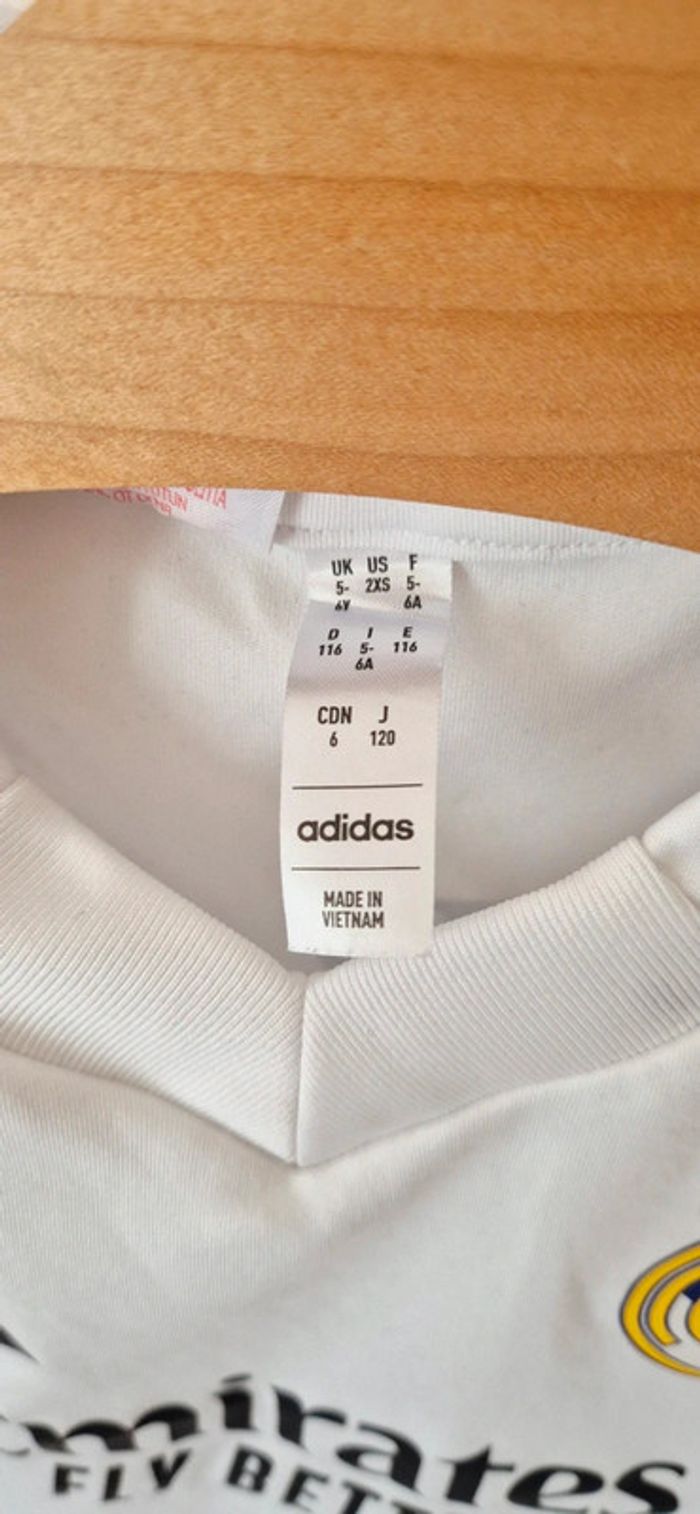 UK US F
5- 2XS 5-
6Y 6A
D I E
116 5- 116
6A
CDN J
6 120
adidas
MADE IN
VIETNAM
FLY